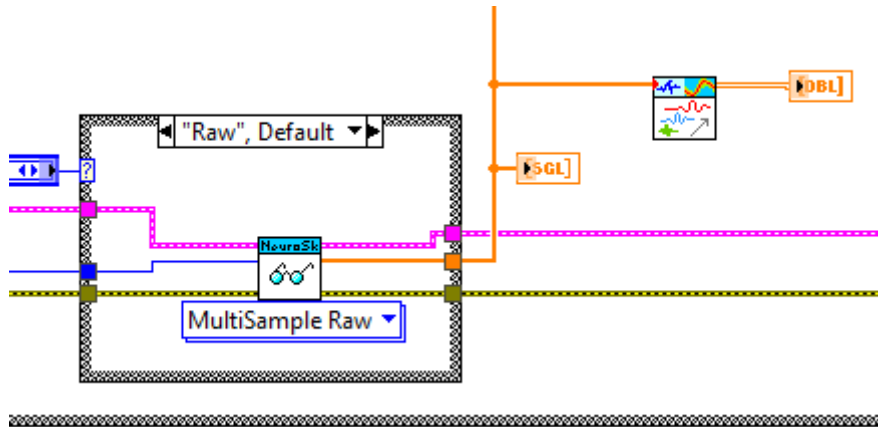 "Raw", Default
DBL]
SGL]
?
NeuroSk
MultiSample Raw